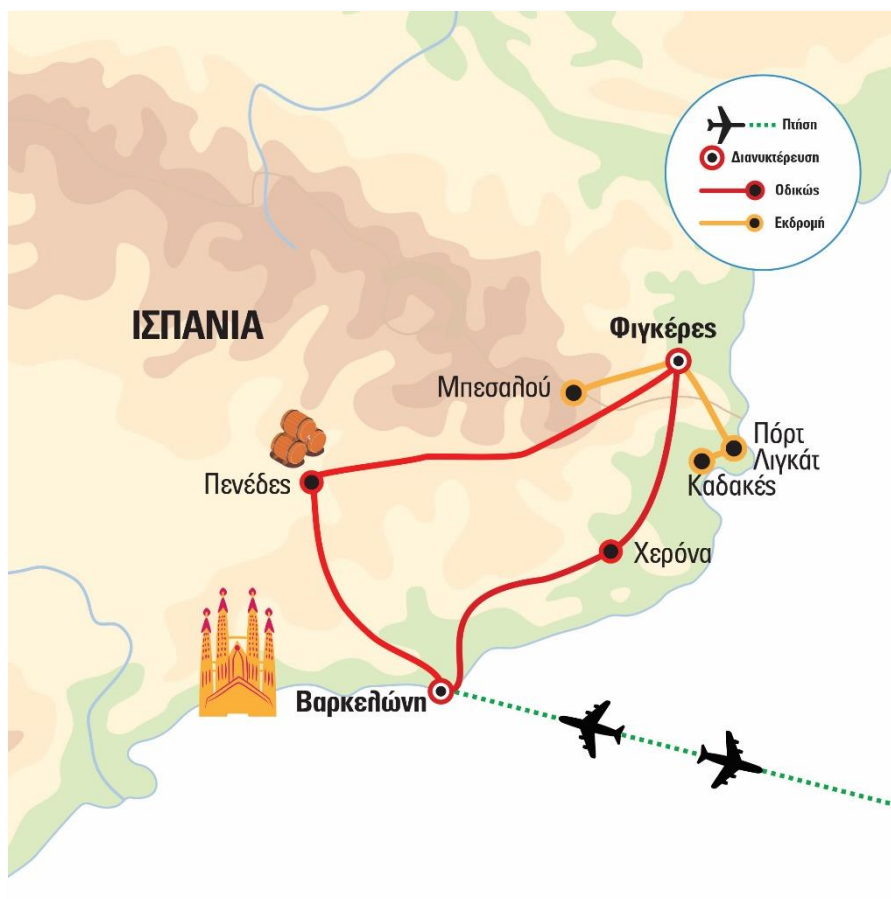 Πτήση
Διανυκτέρευση
Οδικώς
Εκδρομή
ΙΣΠΑΝΙΑ
Φιγκέρες
Μπεσαλού
Πόρτ
Λιγκάτ
Καδακές
Πενέδες
Χερόνα
Βαρκελώνη